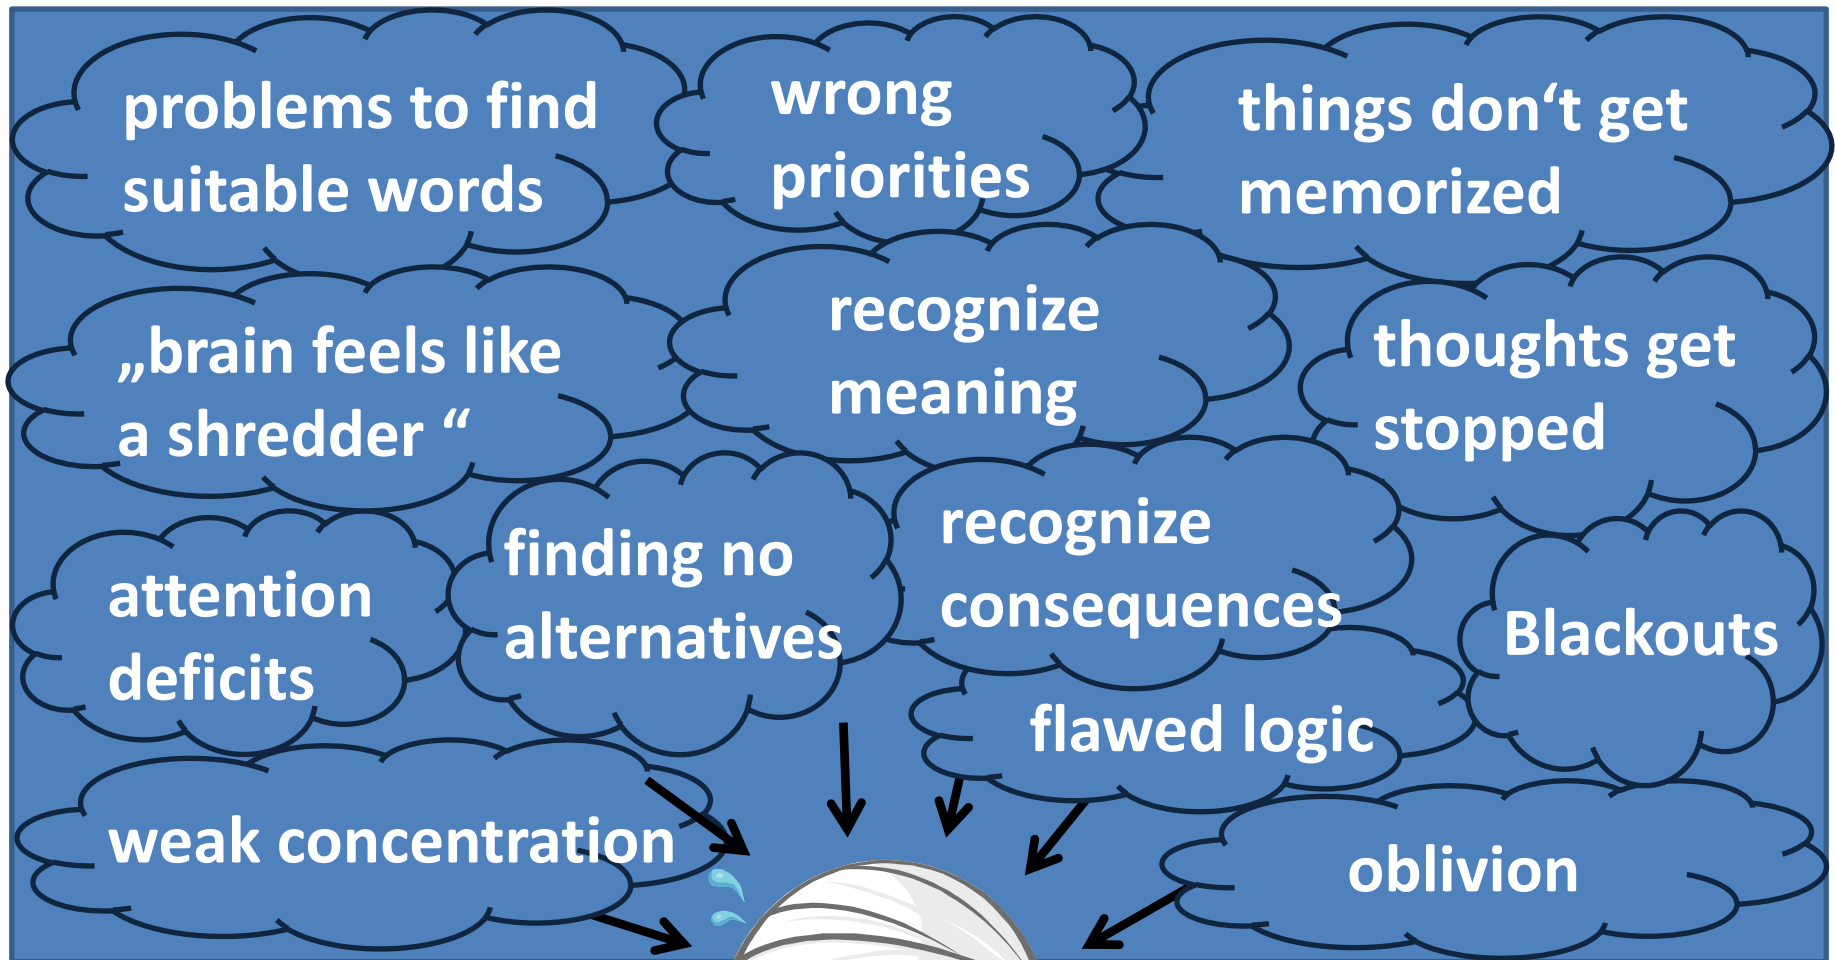 problems to find
suitable words
wrong
priorities
things don‘t get
memorized
„brain feels like
a shredder “
recognize
meaning
thoughts get
stopped
attention
deficits
finding no
alternatives
recognize
consequences
Blackouts
flawed logic
weak concentration
oblivion